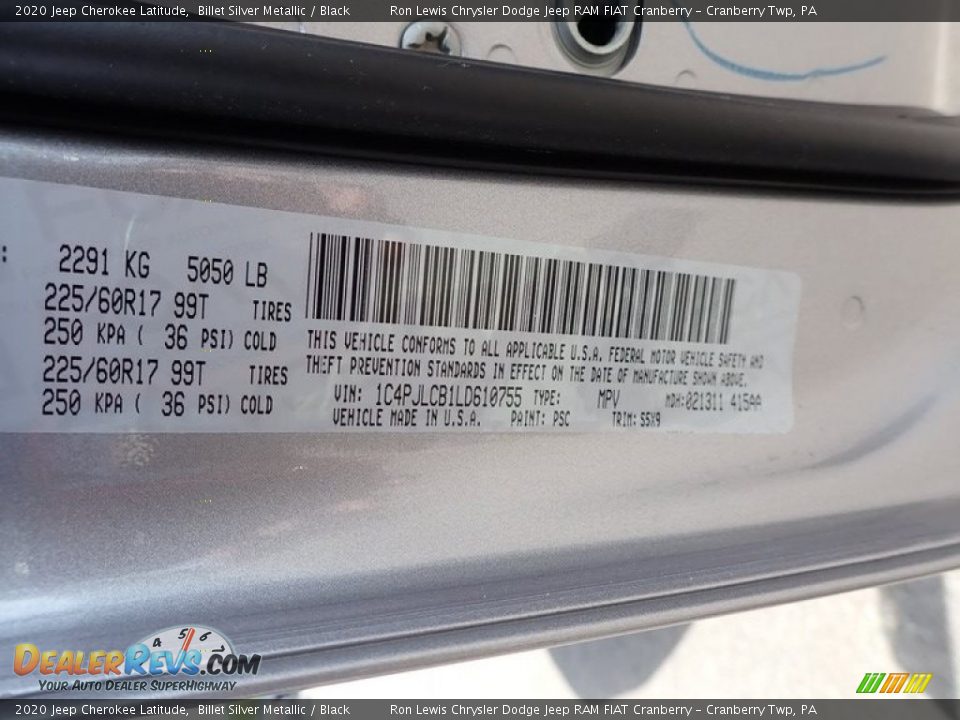 2020 Jeep Cherokee Latitude, Billet Silver Metallic / Black Ron Lewis Chrysler Dodge Jeep RAM FIAT Cranberry - Cranberry Twp, PA
:
2291 KG 5050 LB
225/60R17 99T TIRES
250 KPA ( 36 PSI) COLD
225/60R17 99T TIRES
250 KPA ( 36 PSI) COLD
THIS VEHICLE CONFORMS TO ALL APPLICABLE U.S.A. FEDERAL MOTOR VEHICLE SAFETY AND
THEFT PREVENTION STANDARDS IN EFFECT ON THE DATE OF MANUFACTURE SHOWN ABOVE.
VIN: 1C4PJLCB1LD610755 TYPE: MPV MDH:021311 415AA
VEHICLE MADE IN U.S.A. PAINT: PSC TRIM: S5X9
4 5 6
DEALERREVS.COM
YOUR AUTO DEALER SUPERHIGHWAY
2020 Jeep Cherokee Latitude, Billet Silver Metallic / Black Ron Lewis Chrysler Dodge Jeep RAM FIAT Cranberry - Cranberry Twp, PA